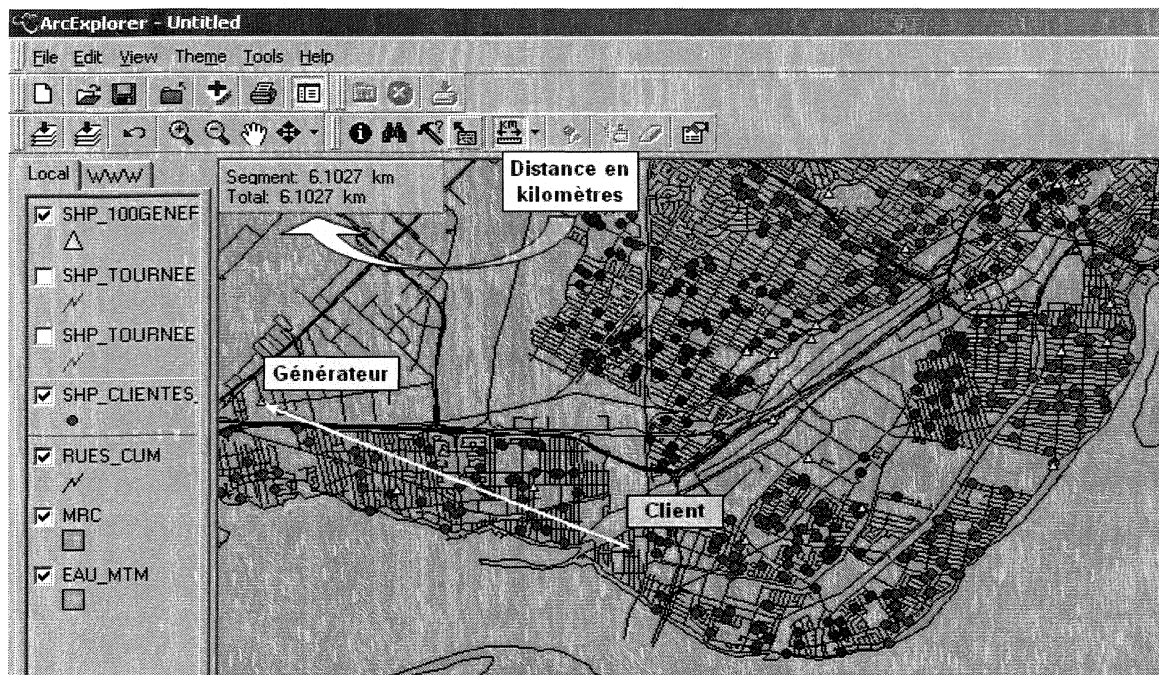 ArcExplorer - Untitled
File Edit View Theme Tools Help
KM
Local WWW
Segment: 6.1027 km
Total: 6.1027 km
Distance en
kilomètres
SHP_100GENEF
SHP_TOURNEE
SHP_TOURNEE
SHP_CLIENTES_
RUES_CUM
MRC
EAU_MTM
Générateur
Client